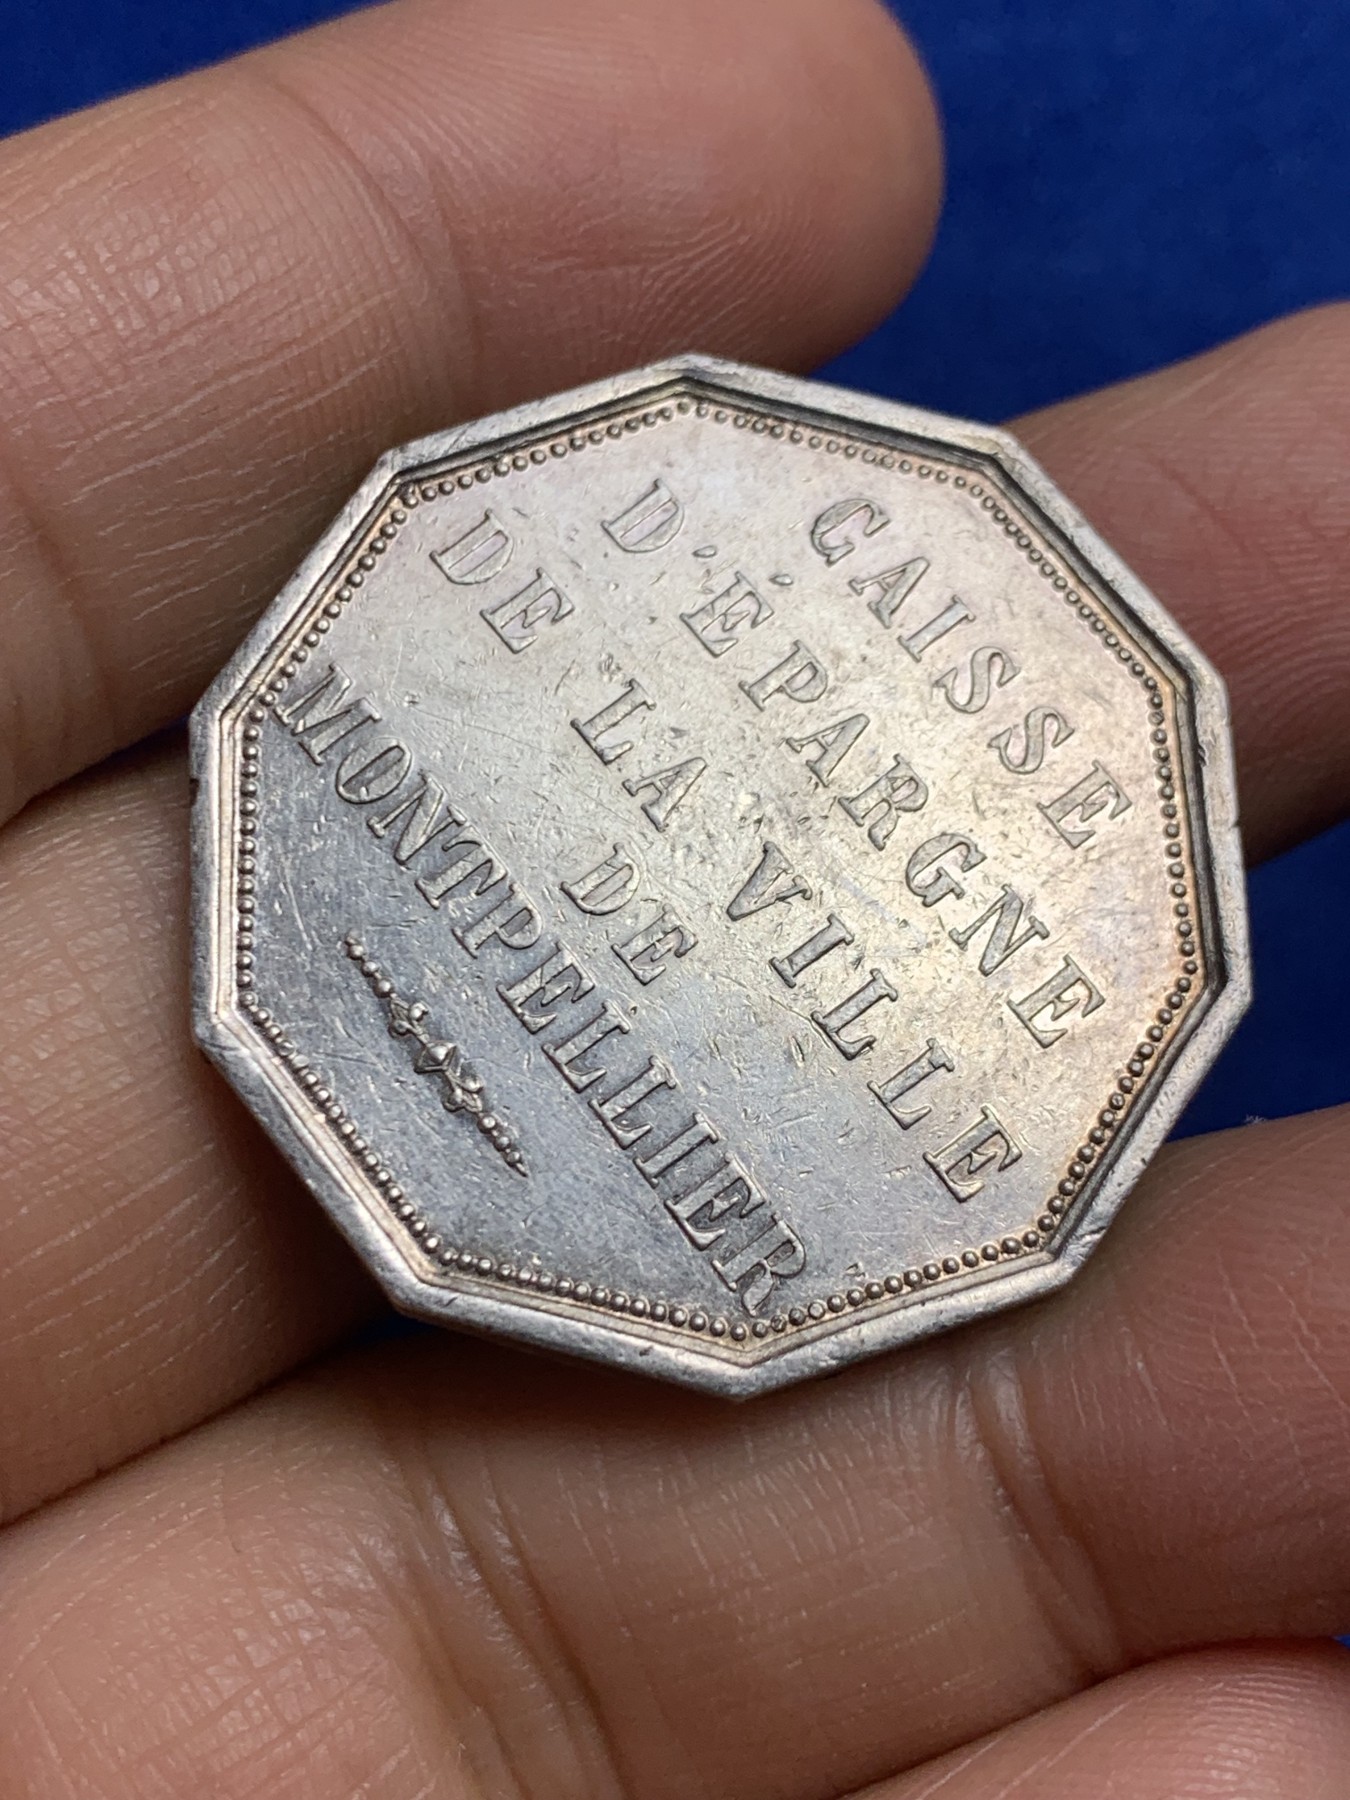 CAISSE
D'ÉPARGNE
DE LA VILLE
DE
MONTPELLIER